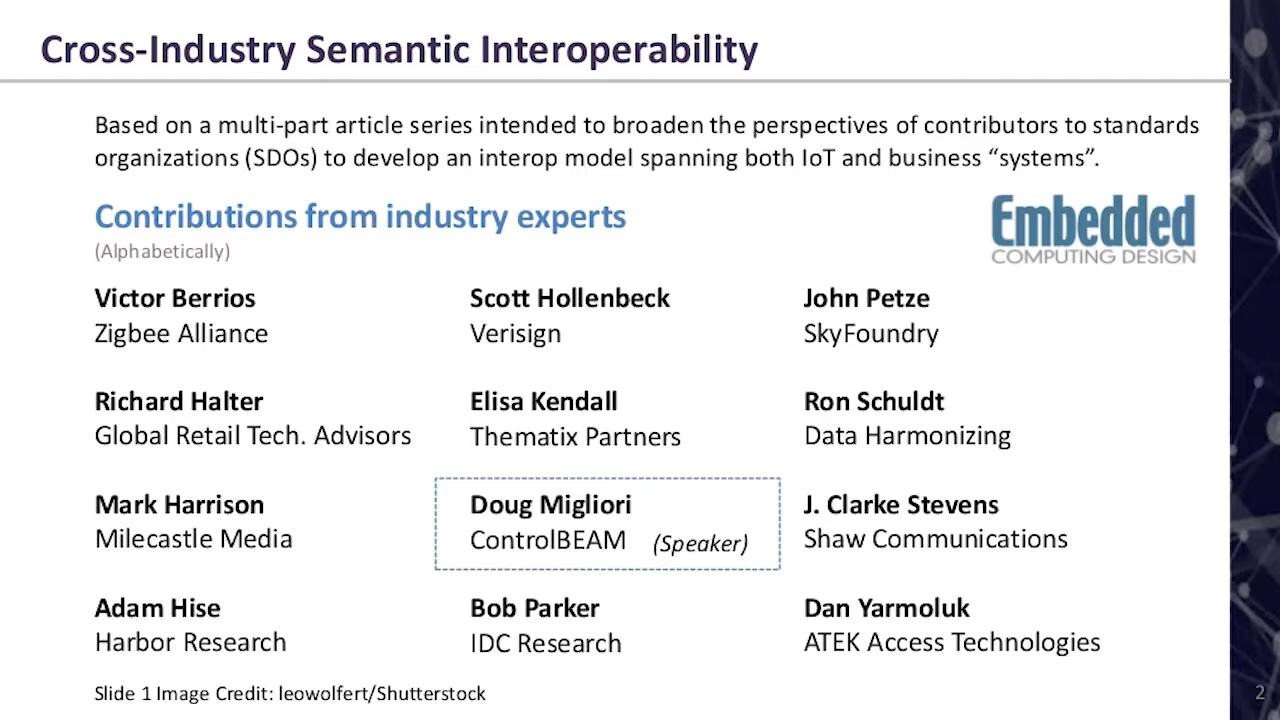 Cross-Industry Semantic Interoperability
Based on a multi-part article series intended to broaden the perspectives of contributors to standards
organizations (SDOs) to develop an interop model spanning both IoT and business “systems”.
Contributions from industry experts
(Alphabetically)
Embedded
COMPUTING DESIGN
Victor Berrios
Zigbee Alliance
Richard Halter
Global Retail Tech. Advisors
Mark Harrison
Milecastle Media
Adam Hise
Harbor Research
Scott Hollenbeck
Verisign
Elisa Kendall
Thematix Partners
Doug Migliori
ControlBEAM (Speaker)
Bob Parker
IDC Research
John Petze
SkyFoundry
Ron Schuldt
Data Harmonizing
J. Clarke Stevens
Shaw Communications
Dan Yarmoluk
ATEK Access Technologies
Slide 1 Image Credit: leowolfert/Shutterstock
2